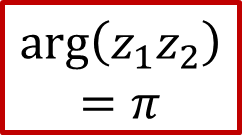 arg(z₁z₂)
= π